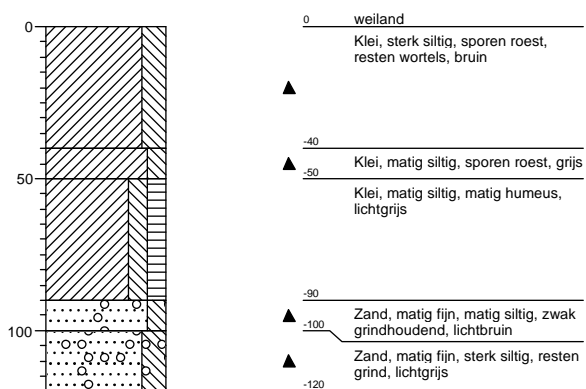 0
50
100
0
weiland
Klei, sterk siltig, sporen roest,
resten wortels, bruin
-40
Klei, matig siltig, sporen roest, grijs
-50
Klei, matig siltig, matig humeus,
lichtgrijs
-90
Zand, matig fijn, matig siltig, zwak
grindhoudend, lichtbruin
-100
Zand, matig fijn, sterk siltig, resten
grind, lichtgrijs
-120